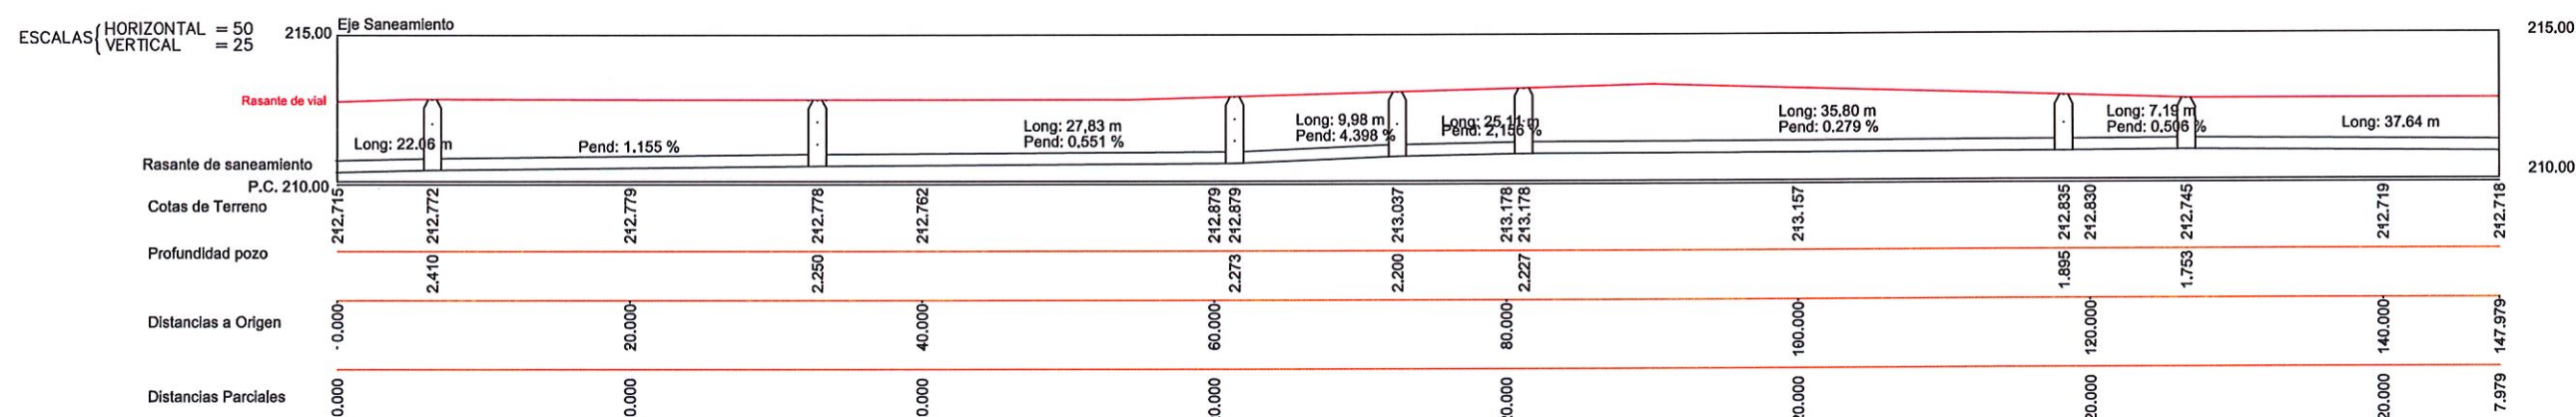 Eje Saneamiento
ESCALAS HORIZONTAL = 50
VERTICAL = 25
215.00
215.00
Rasante de vial
Long: 22.06 m
Pend: 1.155 %
Long: 27,83 m
Pend: 0,551 %
Long: 9,98 m
Pend: 4.398 %
Long: 25,11 m
Pend: 2,156 %
Long: 35,80 m
Pend: 0.279 %
Long: 7,19 m
Pend: 0,506 %
Long: 37.64 m
Rasante de saneamiento
P.C. 210.00
210.00
Cotas de Terreno
212.715 212.772 212.779 212.778 212.762 212.879 212.879 213.037 213.178 213.178 213.157 212.835 212.830 212.745 212.719 212.718
Profundidad pozo
2.410 2.250 2.273 2.200 2.227 1.895 1.753
Distancias a Origen
- 0.000 20.000 40.000 60.000 80.000 100.000 120.000 140.000 147.979
Distancias Parciales
0.000 0.000 0.000 .000 0.000 20.000 20.000 20.000 7.979